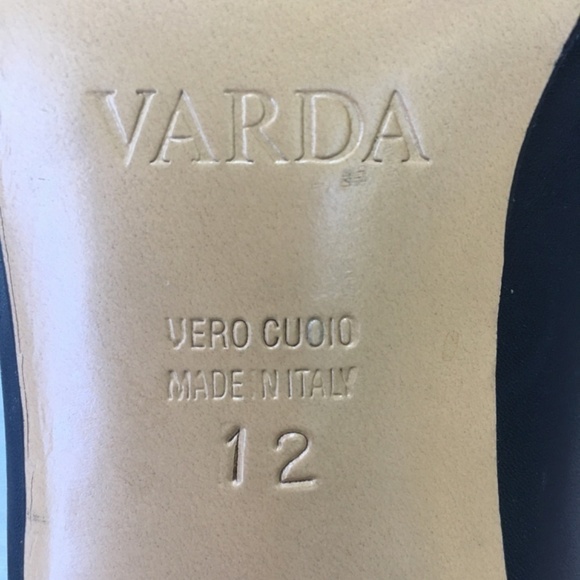 VARDA
VERO CUOIO
MADE IN ITALY
12